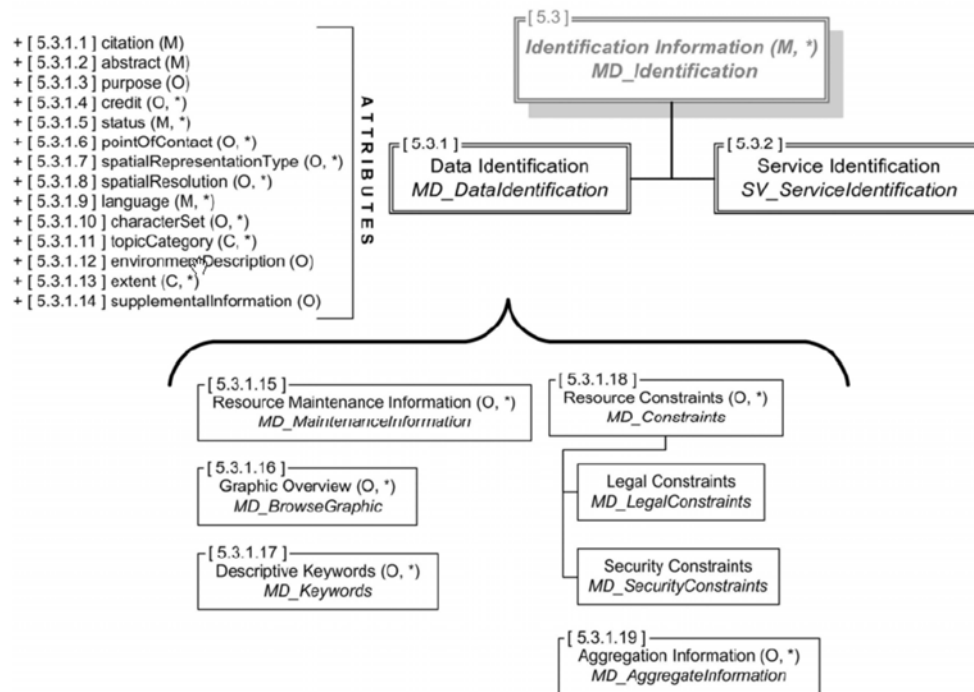 [ 5.3 ]
Identification Information (M, *)
MD_Identification
+ [ 5.3.1.1 ] citation (M)
+ [ 5.3.1.2 ] abstract (M)
+ [ 5.3.1.3 ] purpose (O)
+ [ 5.3.1.4 ] credit (O, *)
+ [ 5.3.1.5 ] status (M, *)
+ [ 5.3.1.6 ] pointOfContact (O, *)
+ [ 5.3.1.7 ] spatialRepresentationType (O, *)
+ [ 5.3.1.8 ] spatialResolution (O, *)
+ [ 5.3.1.9 ] language (M, *)
+ [ 5.3.1.10 ] characterSet (O, *)
+ [ 5.3.1.11 ] topicCategory (C, *)
+ [ 5.3.1.12 ] environmentDescription (O)
+ [ 5.3.1.13 ] extent (C, *)
+ [ 5.3.1.14 ] supplementalInformation (O)
ATTRIBUTES
[ 5.3.1 ]
Data Identification
MD_DataIdentification
[ 5.3.2 ]
Service Identification
SV_ServiceIdentification
[ 5.3.1.15 ]
Resource Maintenance Information (O, *)
MD_MaintenanceInformation
[ 5.3.1.16 ]
Graphic Overview (O, *)
MD_BrowseGraphic
[ 5.3.1.17 ]
Descriptive Keywords (O, *)
MD_Keywords
[ 5.3.1.18 ]
Resource Constraints (O, *)
MD_Constraints
Legal Constraints
MD_LegalConstraints
Security Constraints
MD_SecurityConstraints
[ 5.3.1.19 ]
Aggregation Information (O, *)
MD_AggregateInformation